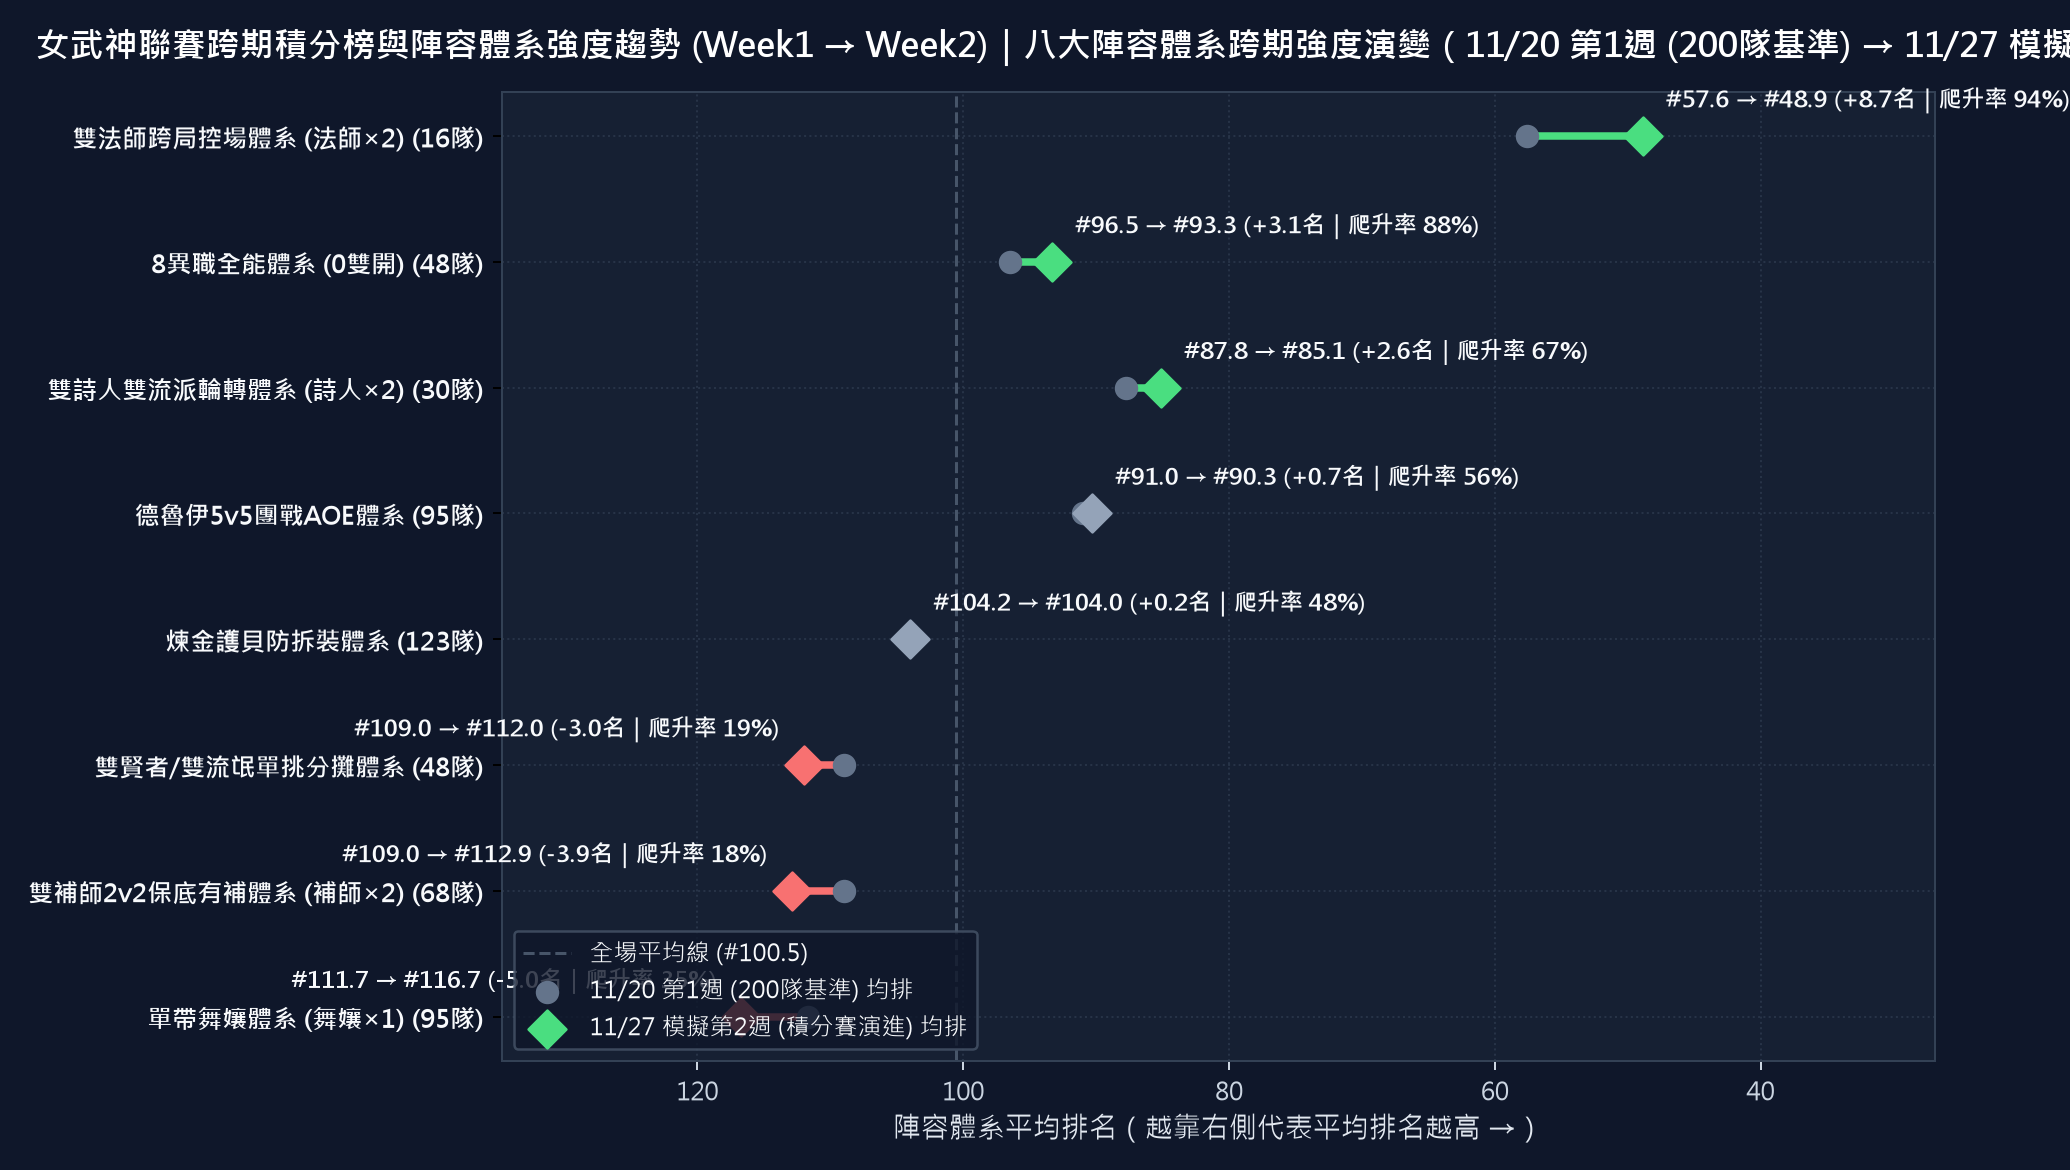 女武神聯賽跨期積分榜與陣容體系強度趨勢 (Week1 → Week2) | 八大陣容體系跨期強度演變 ( 11/20 第1週 (200隊基準) → 11/27 模擬
#57.6 → #48.9 (+8.7名 | 爬升率 94%)
雙法師跨局控場體系 (法師×2) (16隊)
#96.5 → #93.3 (+3.1名 | 爬升率 88%)
8異職全能體系 (0雙開) (48隊)
#87.8 → #85.1 (+2.6名 | 爬升率 67%)
雙詩人雙流派輪轉體系 (詩人×2) (30隊)
#91.0 → #90.3 (+0.7名 | 爬升率 56%)
德魯伊5v5團戰AOE體系 (95隊)
#104.2 → #104.0 (+0.2名 | 爬升率 48%)
煉金護貝防拆裝體系 (123隊)
#109.0 → #112.0 (-3.0名 | 爬升率 19%)
雙賢者/雙流氓單挑分攤體系 (48隊)
#109.0 → #112.9 (-3.9名 | 爬升率 18%)
雙補師2v2保底有補體系 (補師×2) (68隊)
#111.7 → #116.7 (-5.0名 | 爬升率 35%)
單帶舞孃體系 (舞孃×1) (95隊)
全場平均線 (#100.5)
11/20 第1週 (200隊基準) 均排
11/27 模擬第2週 (積分賽演進) 均排
120 100 80 60 40
陣容體系平均排名 ( 越靠右側代表平均排名越高 → )